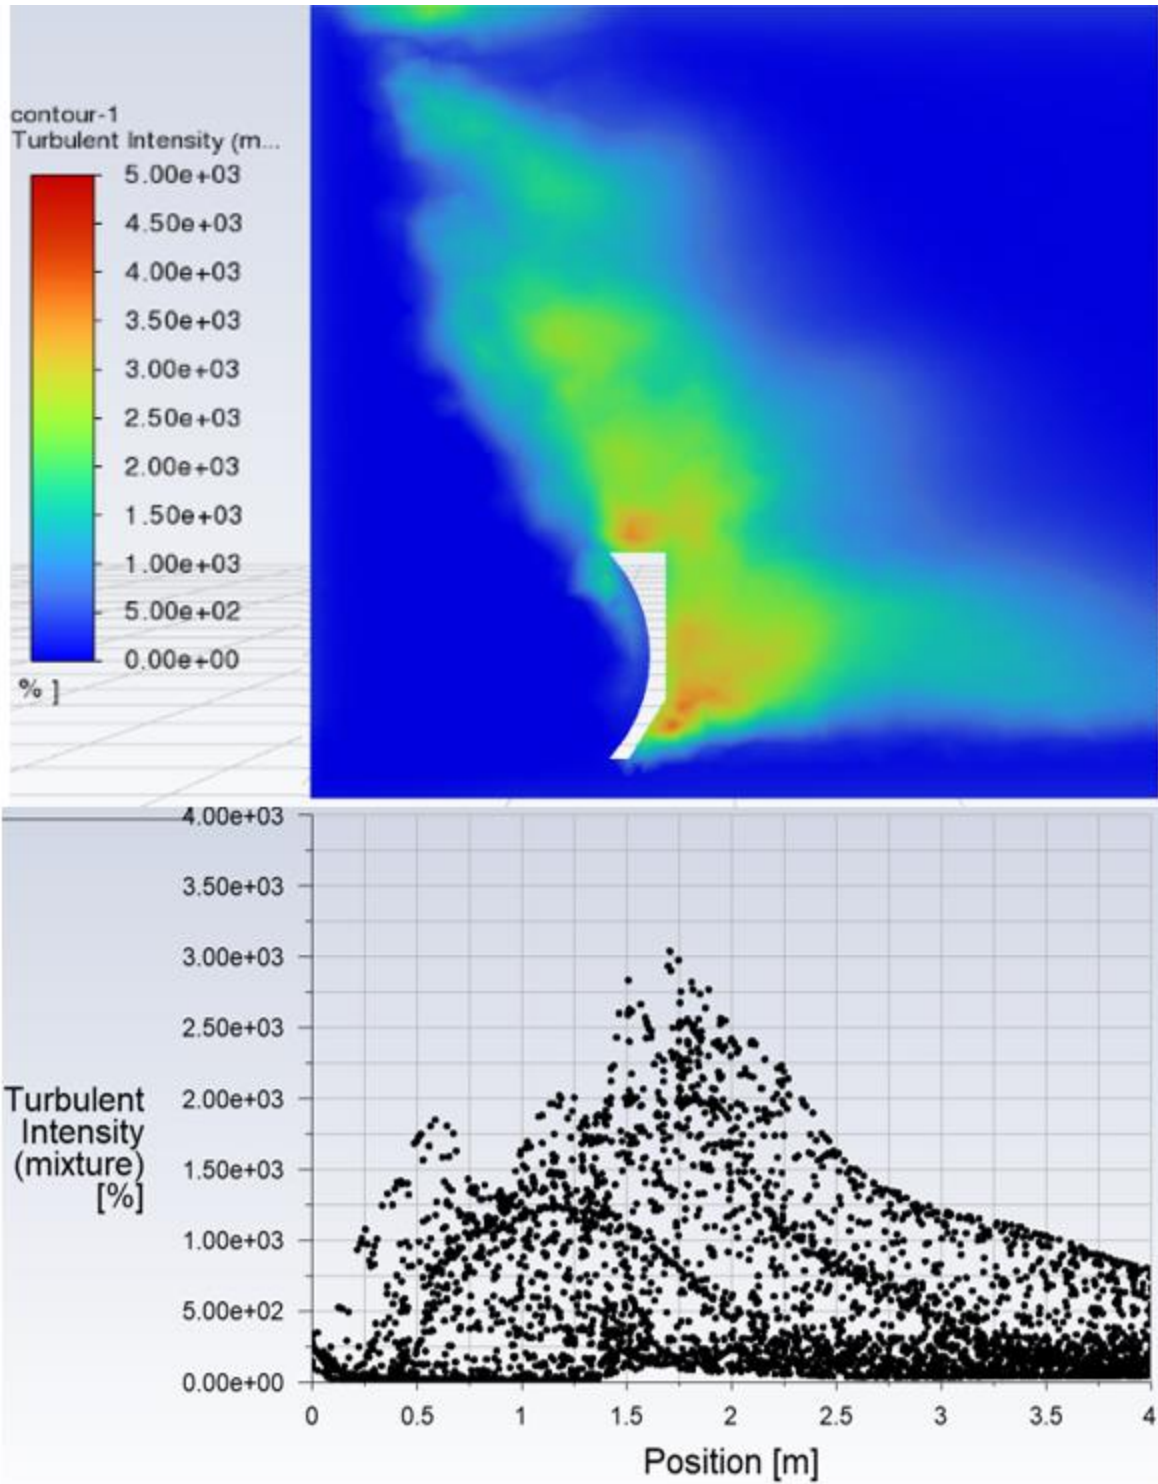 contour-1
Turbulent Intensity (m...
5.00e+03
4.50e+03
4.00e+03
3.50e+03
3.00e+03
2.50e+03
2.00e+03
1.50e+03
1.00e+03
5.00e+02
0.00e+00
% ]
4.00e+03
3.50e+03
3.00e+03
2.50e+03
2.00e+03
1.50e+03
1.00e+03
5.00e+02
0.00e+00
Turbulent
Intensity
(mixture)
[%]
0 0.5 1 1.5 2 2.5 3 3.5 4
Position [m]